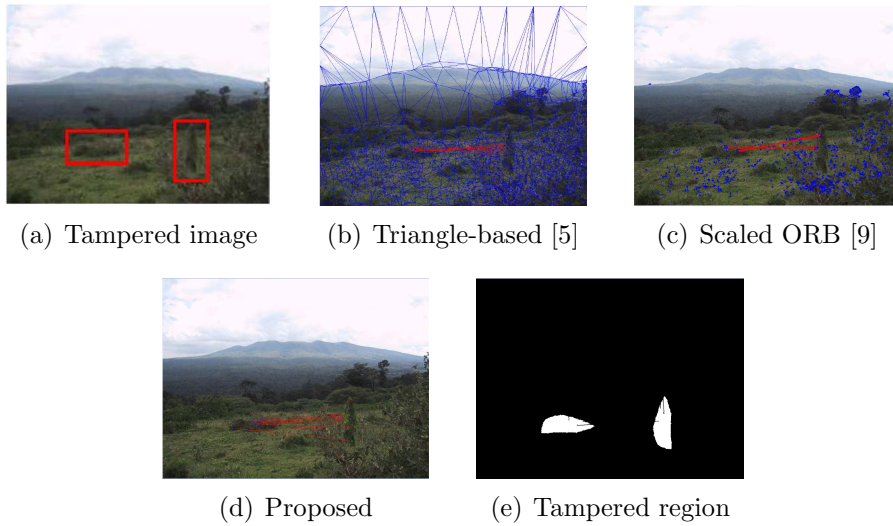 (a) Tampered image
(b) Triangle-based [5]
(c) Scaled ORB [9]
(d) Proposed
(e) Tampered region